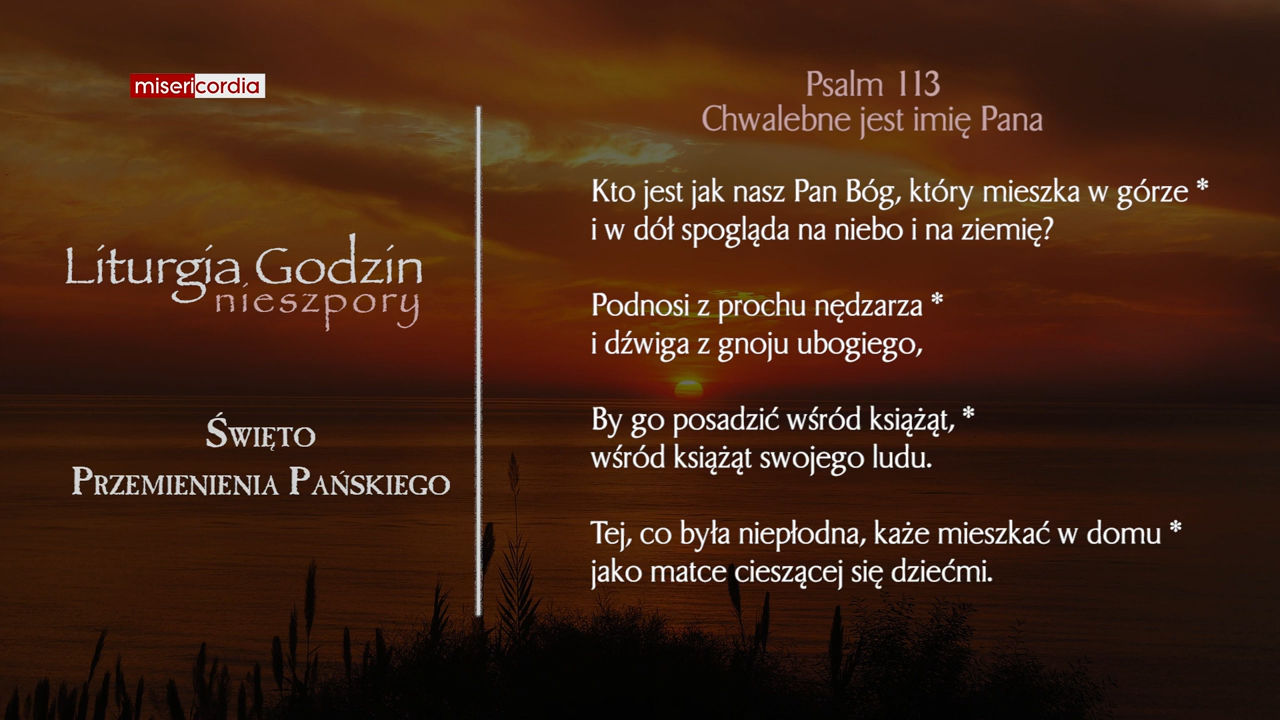 misericordia
Liturgia Godzin
nieszpory
Święto
Przemienienia Pańskiego
Psalm 113
Chwalebne jest imię Pana
Kto jest jak nasz Pan Bóg, który mieszka w górze *
i w dół spogląda na niebo i na ziemię?
Podnosi z prochu nędzarza *
i dźwiga z gnoju ubogiego,
By go posadzić wśród książąt, *
wśród książąt swojego ludu.
Tej, co była niepłodna, każe mieszkać w domu *
jako matce cieszącej się dziećmi.